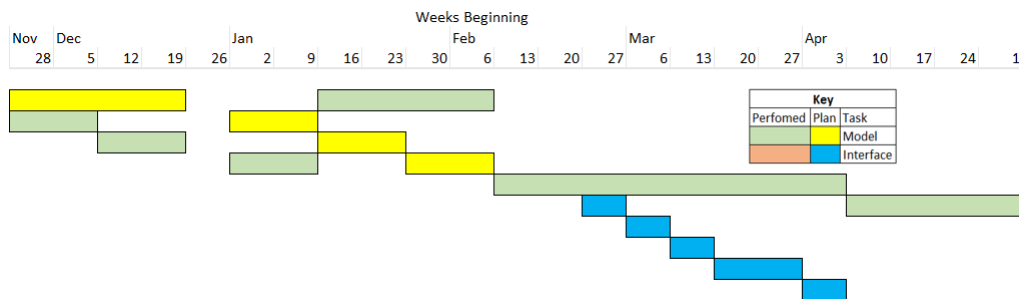 Weeks Beginning
Nov Dec Jan Feb Mar Apr
28 5 12 19 26 2 9 16 23 30 6 13 20 27 6 13 20 27 3 10 17 24 1
Key
Perfomed Plan Task
Model
Interface